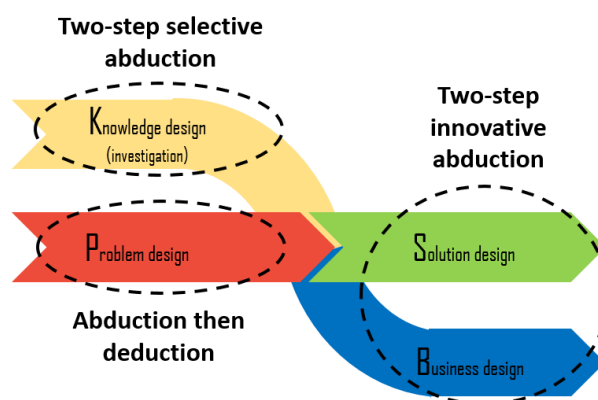 Two-step selective
abduction
Knowledge design
(investigation)
Two-step
innovative
abduction
Problem design
Solution design
Abduction then
deduction
Business design